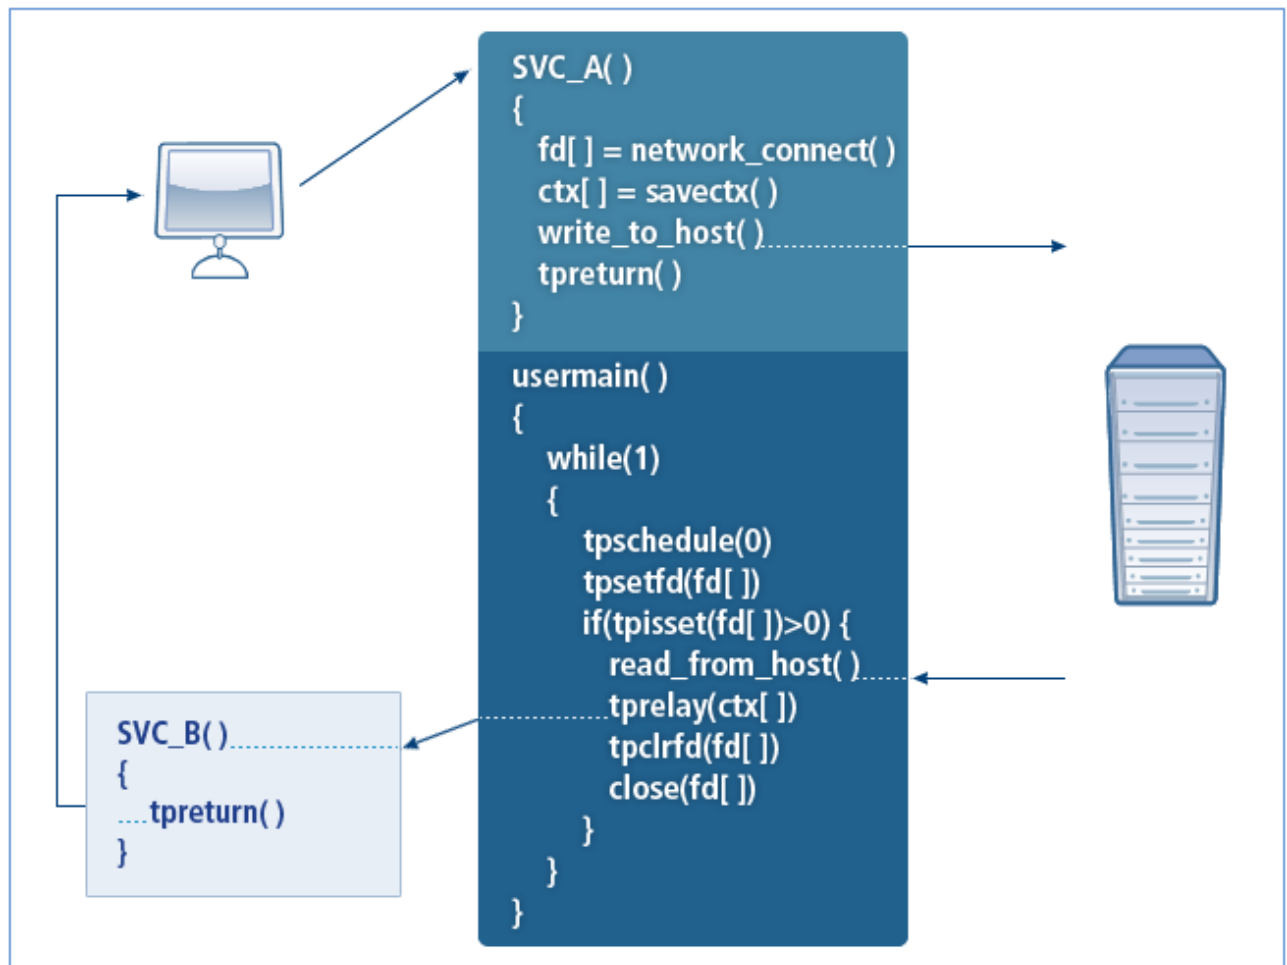 SVC_A( )
{
fd[ ] = network_connect( )
ctx[ ] = savectx( )
write_to_host( )
tpreturn( )
}
usermain( )
{
while(1)
{
tpschedule(0)
tpsetfd(fd[ ])
if(tpisset(fd[ ])>0) {
read_from_host( )
tprelay(ctx[ ])
tpclrfd(fd[ ])
close(fd[ ])
}
}
}
SVC_B( )
{
tpreturn( )
}